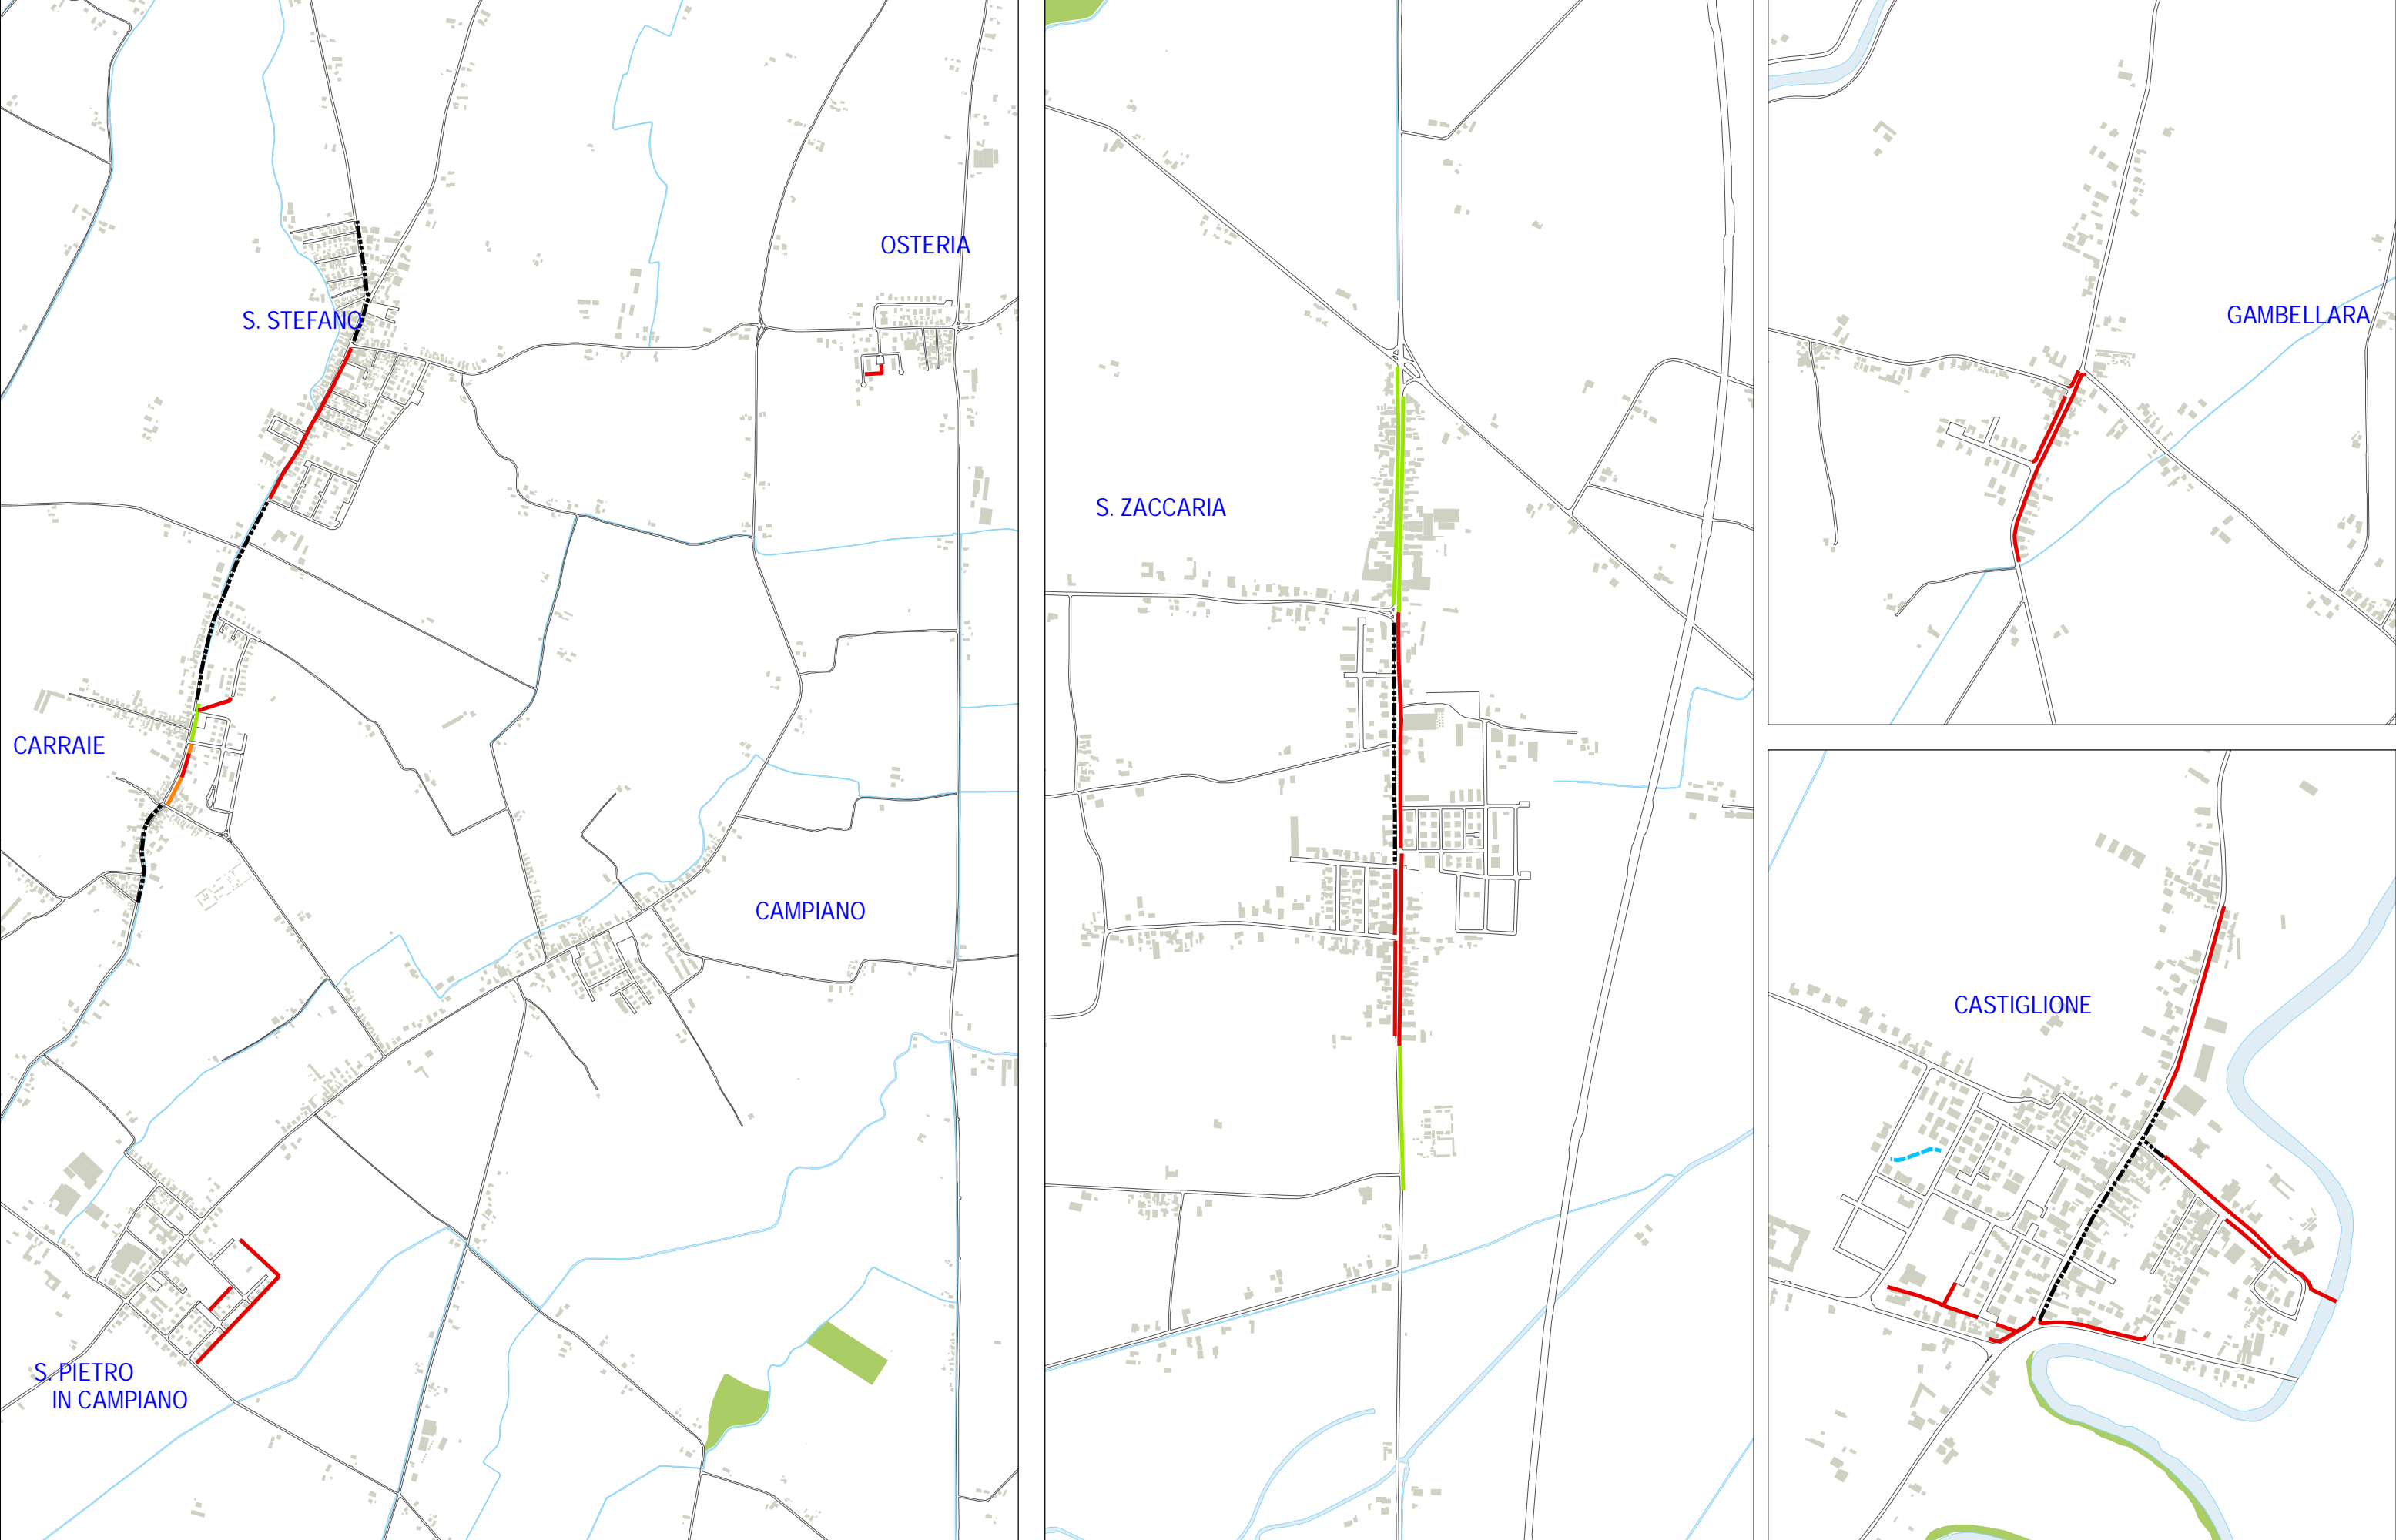 OSTERIA
S. STEFANO
CARRAIE
CAMPIANO
S. PIETRO
IN CAMPIANO
S. ZACCARIA
GAMBELLARA
CASTIGLIONE